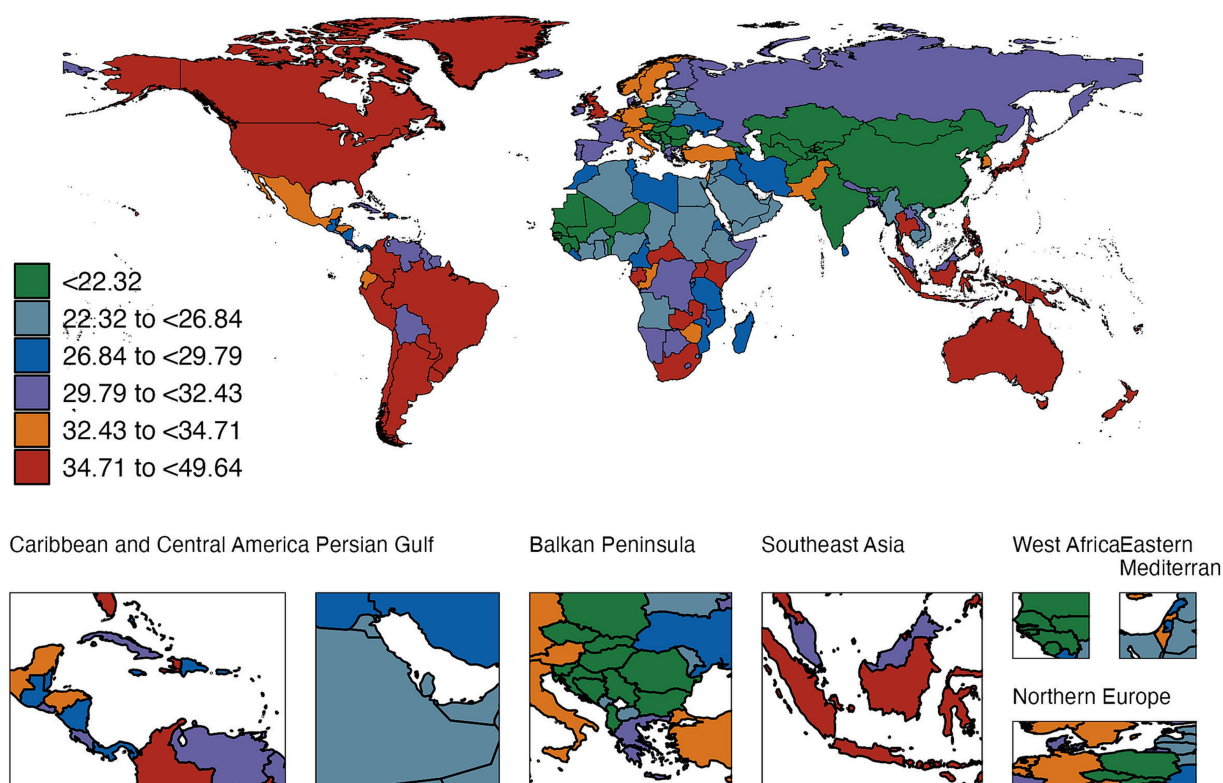 <22.32
22.32 to <26.84
26.84 to <29.79
29.79 to <32.43
32.43 to <34.71
34.71 to <49.64
Caribbean and Central America
Persian Gulf
Balkan Peninsula
Southeast Asia
West Africa
Eastern
Mediterran
Northern Europe